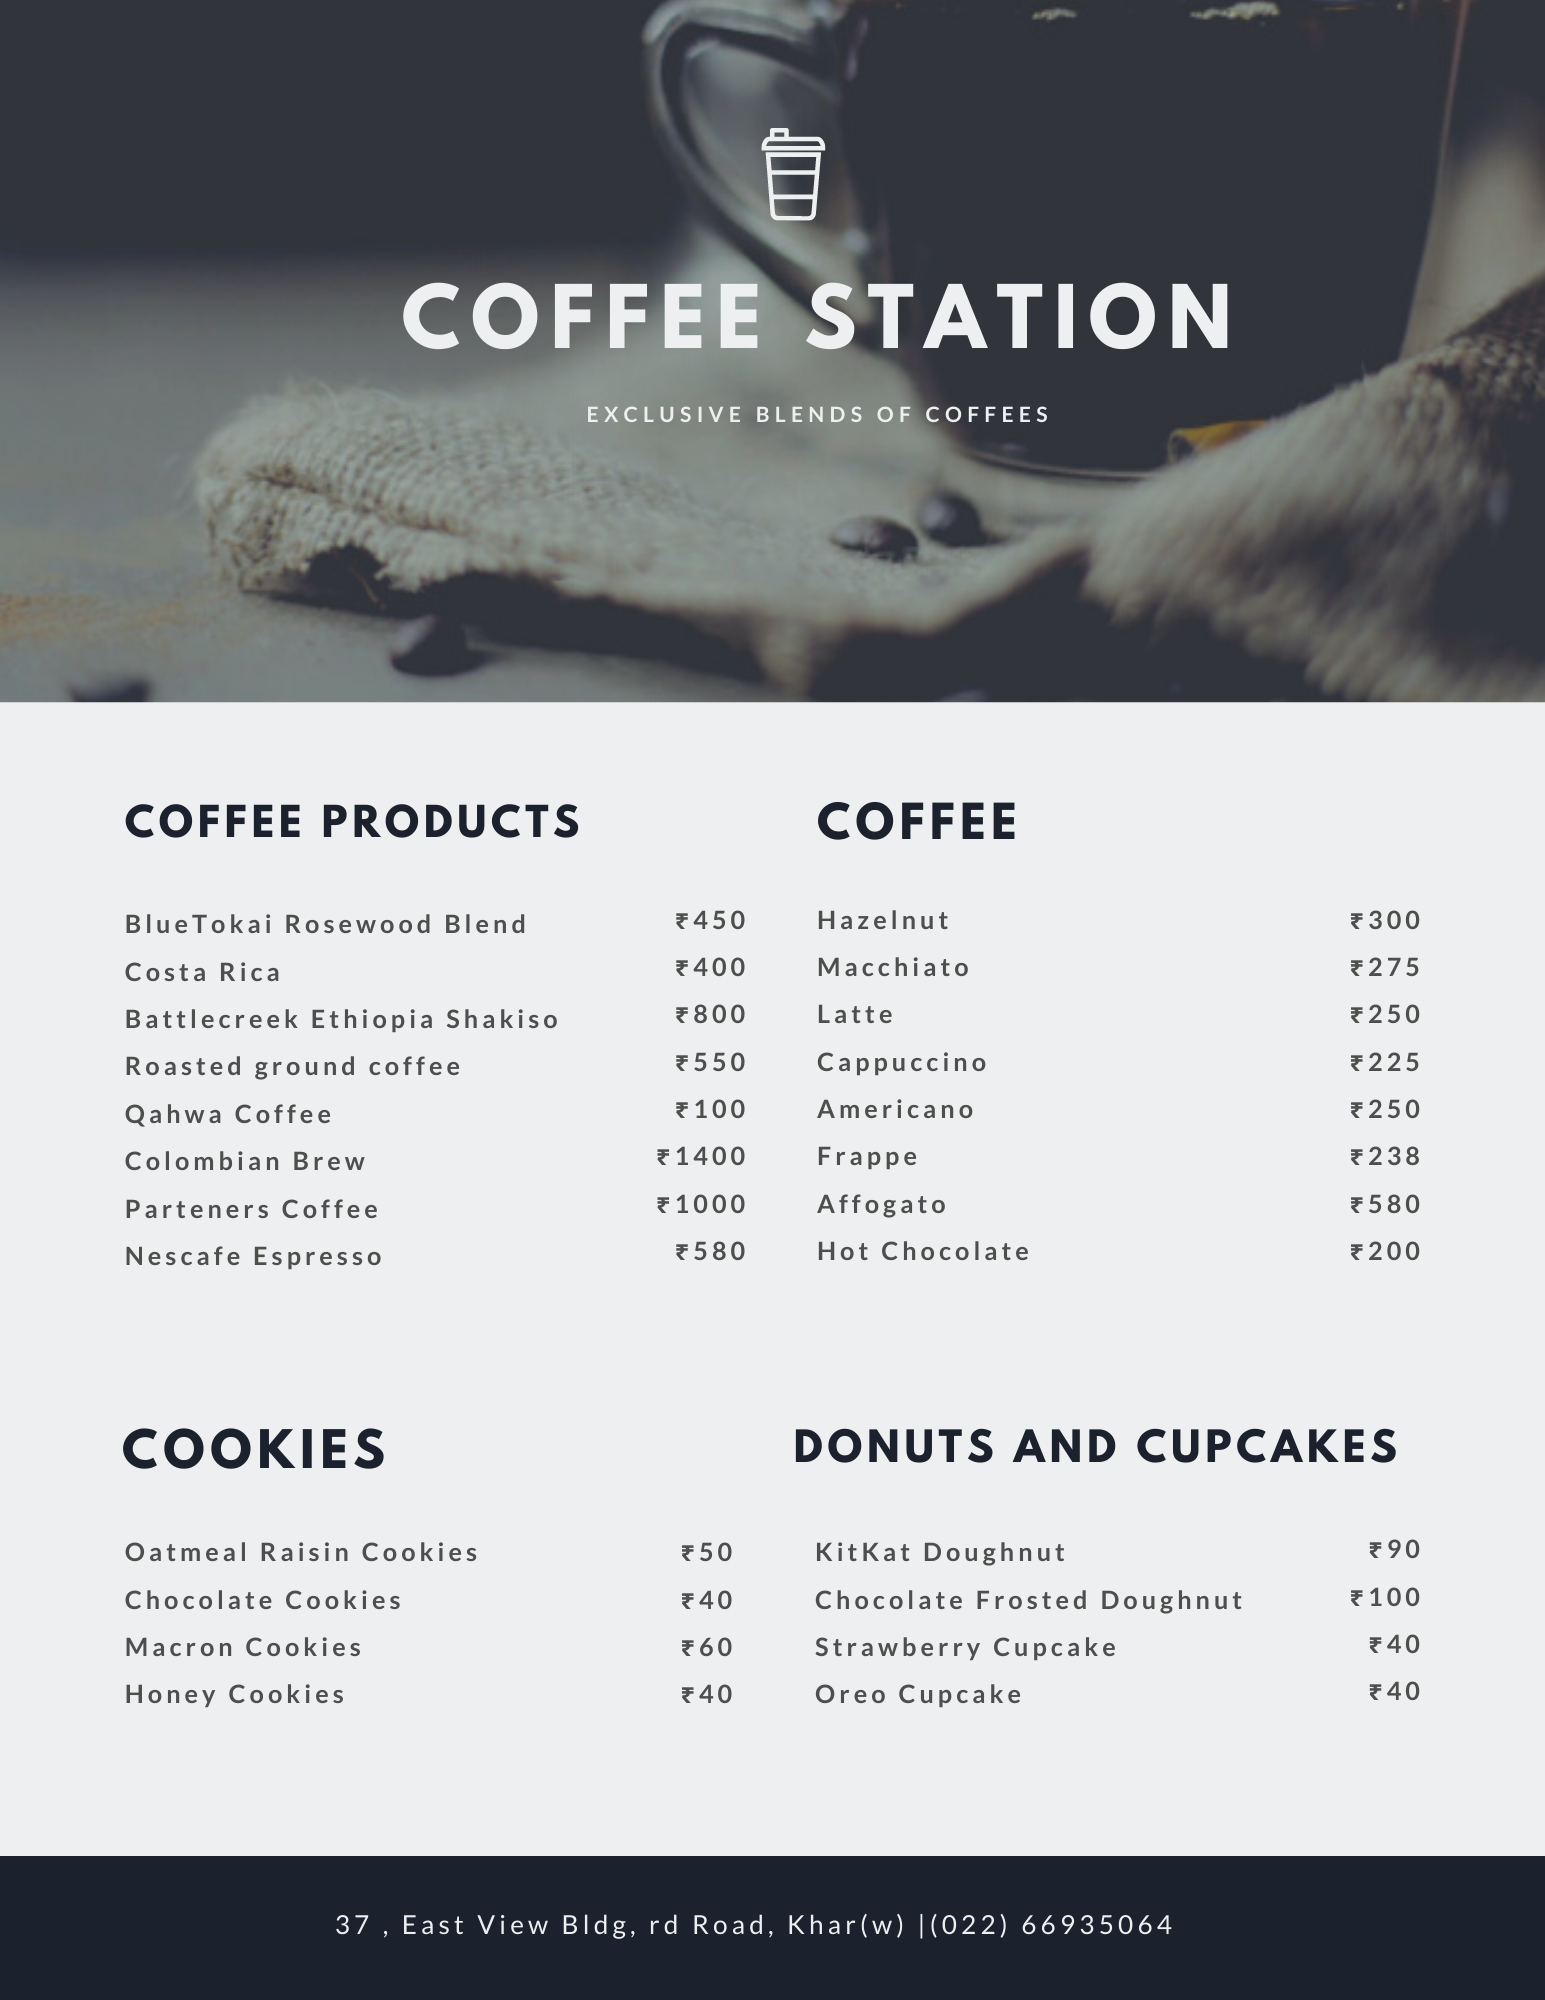 COFFEE STATION
EXCLUSIVE BLENDS OF COFFEES
COFFEE PRODUCTS
BlueTokai Rosewood Blend ₹450
Costa Rica ₹400
Battlecreek Ethiopia Shakiso ₹800
Roasted ground coffee ₹550
Qahwa Coffee ₹100
Colombian Brew ₹1400
Parteners Coffee ₹1000
Nescafe Espresso ₹580
COFFEE
Hazelnut ₹300
Macchiato ₹275
Latte ₹250
Cappuccino ₹225
Americano ₹250
Frappe ₹238
Affogato ₹580
Hot Chocolate ₹200
COOKIES
Oatmeal Raisin Cookies ₹50
Chocolate Cookies ₹40
Macron Cookies ₹60
Honey Cookies ₹40
DONUTS AND CUPCAKES
KitKat Doughnut ₹90
Chocolate Frosted Doughnut ₹100
Strawberry Cupcake ₹40
Oreo Cupcake ₹40
37 , East View Bldg, rd Road, Khar(w) |(022) 66935064